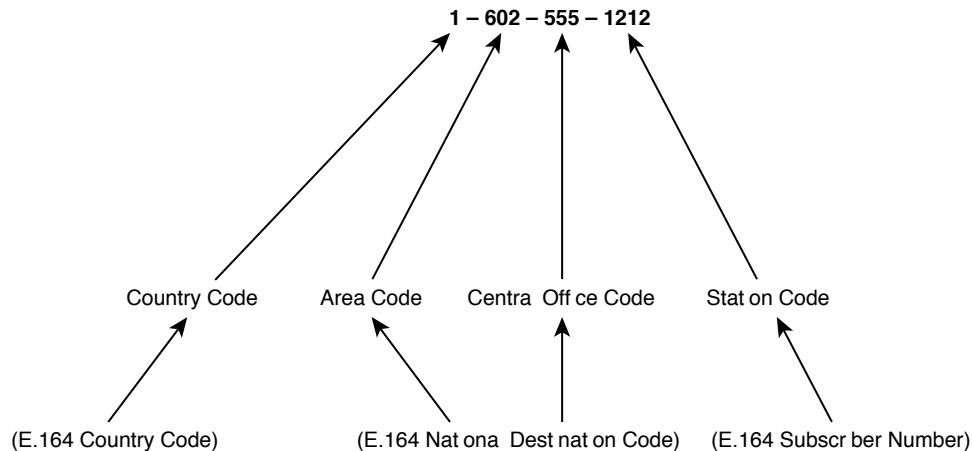 1 – 602 – 555 – 1212
Country Code Area Code Centra Off ce Code Stat on Code
(E.164 Country Code) (E.164 Nat ona Dest nat on Code) (E.164 Subscr ber Number)